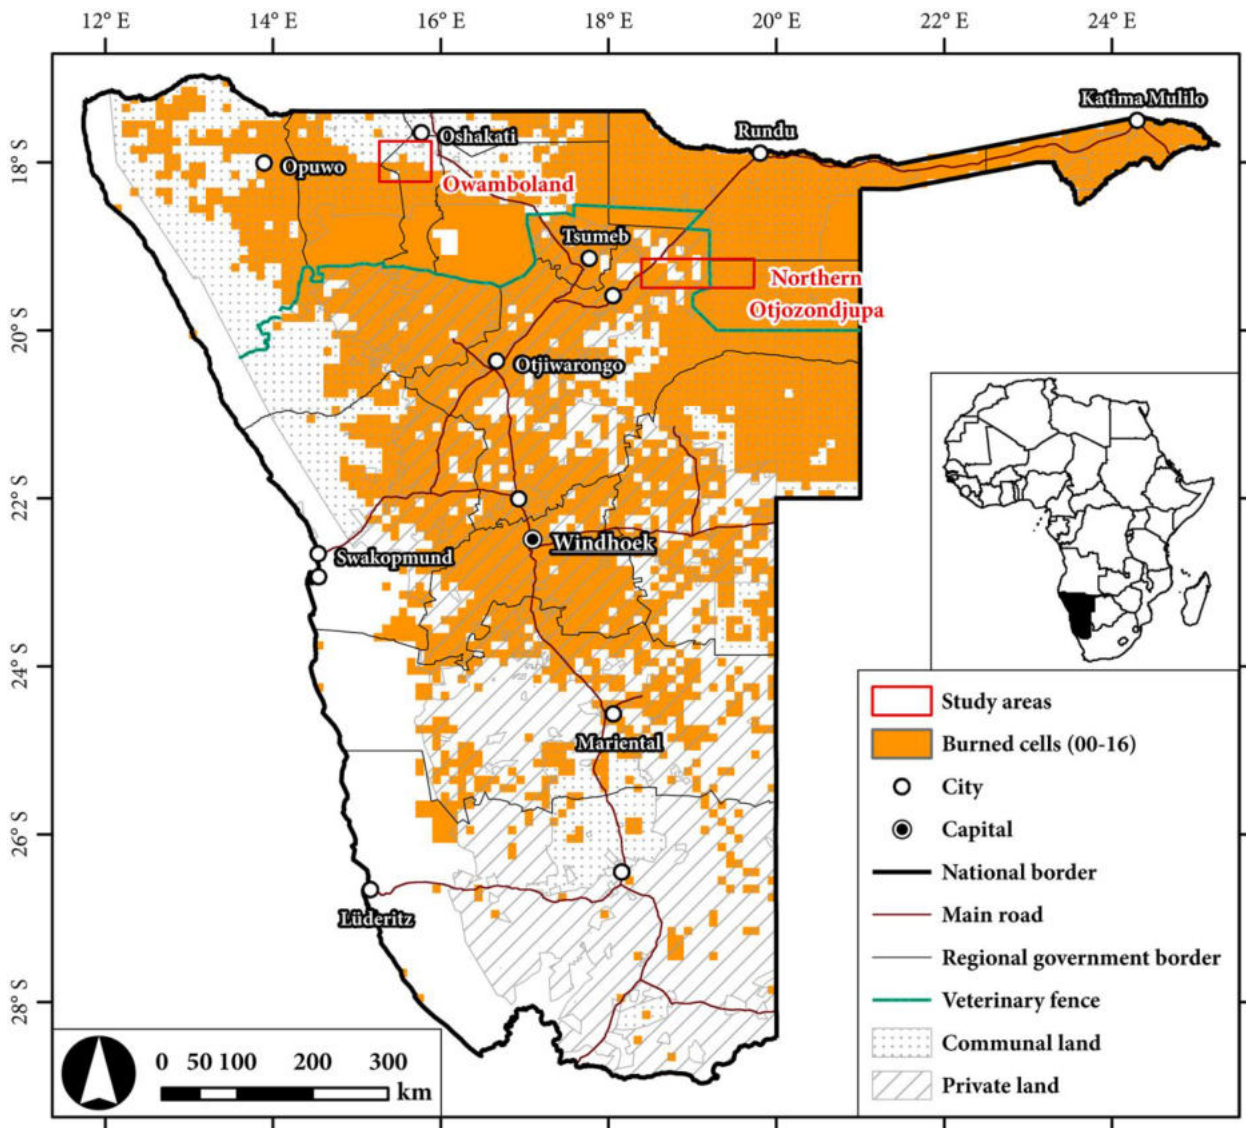 12° E 14° E 16° E 18° E 20° E 22° E 24° E
18°S
20°S
22°S
24°S
26°S
28°S
Katima Mulilo
Rundu
Oshakati
Opuwo
Owamboland
Tsumeb
Northern
Otjozondjupa
Otjiwarongo
Windhoek
Swakopmund
Mariental
Lüderitz
Study areas
Burned cells (00-16)
City
Capital
National border
Main road
Regional government border
Veterinary fence
Communal land
Private land
0 50 100 200 300
km